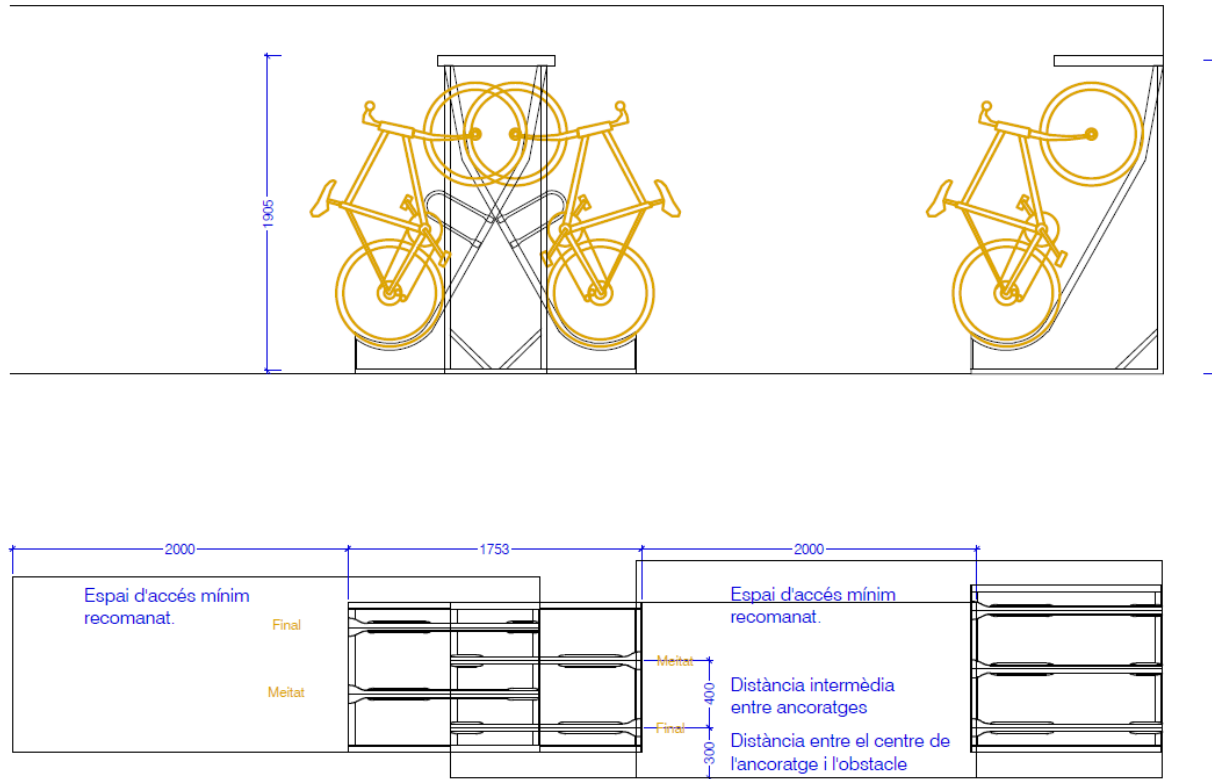 1905
2000
1753
2000
Espai d'accés mínim
recomanat.
Final
Meitat
Espai d'accés mínim
recomanat.
Meitat
400
Distància intermèdia
entre ancoratges
Final
300
Distància entre el centre de
l'ancoratge i l'obstacle